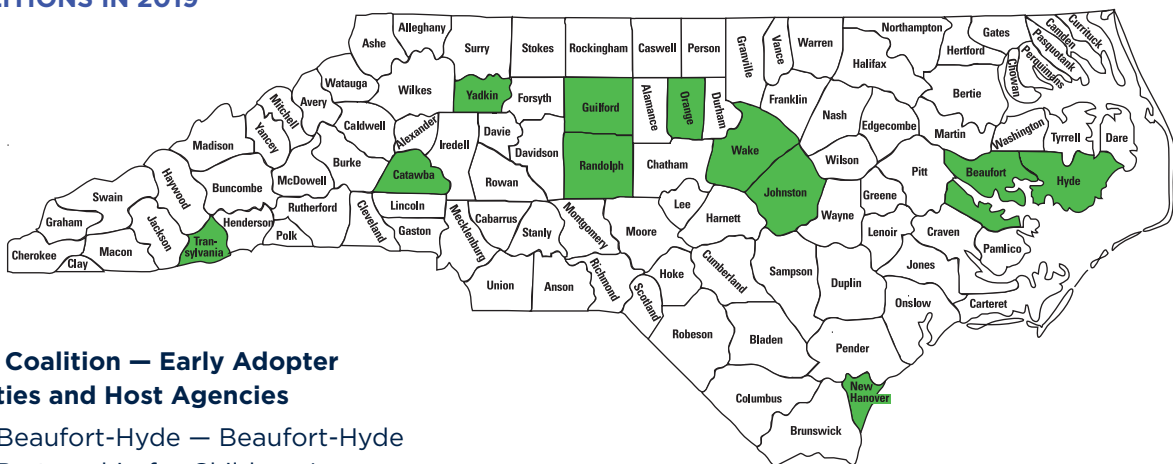 ITIONS IN 2019
Alleghany
Ashe
Surry
Stokes
Rockingham
Caswell
Person
Granville
Vance
Warren
Northampton
Gates
Hertford
Camden
Currituck
Pasquotank
Perquimans
Chowan
Halifax
Bertie
Watauga
Wilkes
Yadkin
Forsyth
Guilford
Alamance
Orange
Durham
Franklin
Nash
Edgecombe
Martin
Washington
Tyrrell
Dare
Mitchell
Avery
Yancey
Caldwell
Alexander
Iredell
Davie
Davidson
Randolph
Chatham
Wake
Wilson
Pitt
Beaufort
Hyde
Madison
Burke
Catawba
Rowan
Johnston
Greene
Swain
Haywood
Buncombe
McDowell
Lincoln
Lee
Harnett
Wayne
Lenoir
Craven
Pamlico
Graham
Jackson
Henderson
Rutherford
Polk
Cleveland
Gaston
Mecklenburg
Cabarrus
Stanly
Montgomery
Moore
Cherokee
Clay
Macon
Tran-
sylvania
Union
Anson
Richmond
Scotland
Hoke
Cumberland
Sampson
Duplin
Jones
Onslow
Carteret
Robeson
Bladen
Pender
Columbus
New
Hanover
Brunswick
Coalition — Early Adopter
ties and Host Agencies
Beaufort-Hyde — Beaufort-Hyde